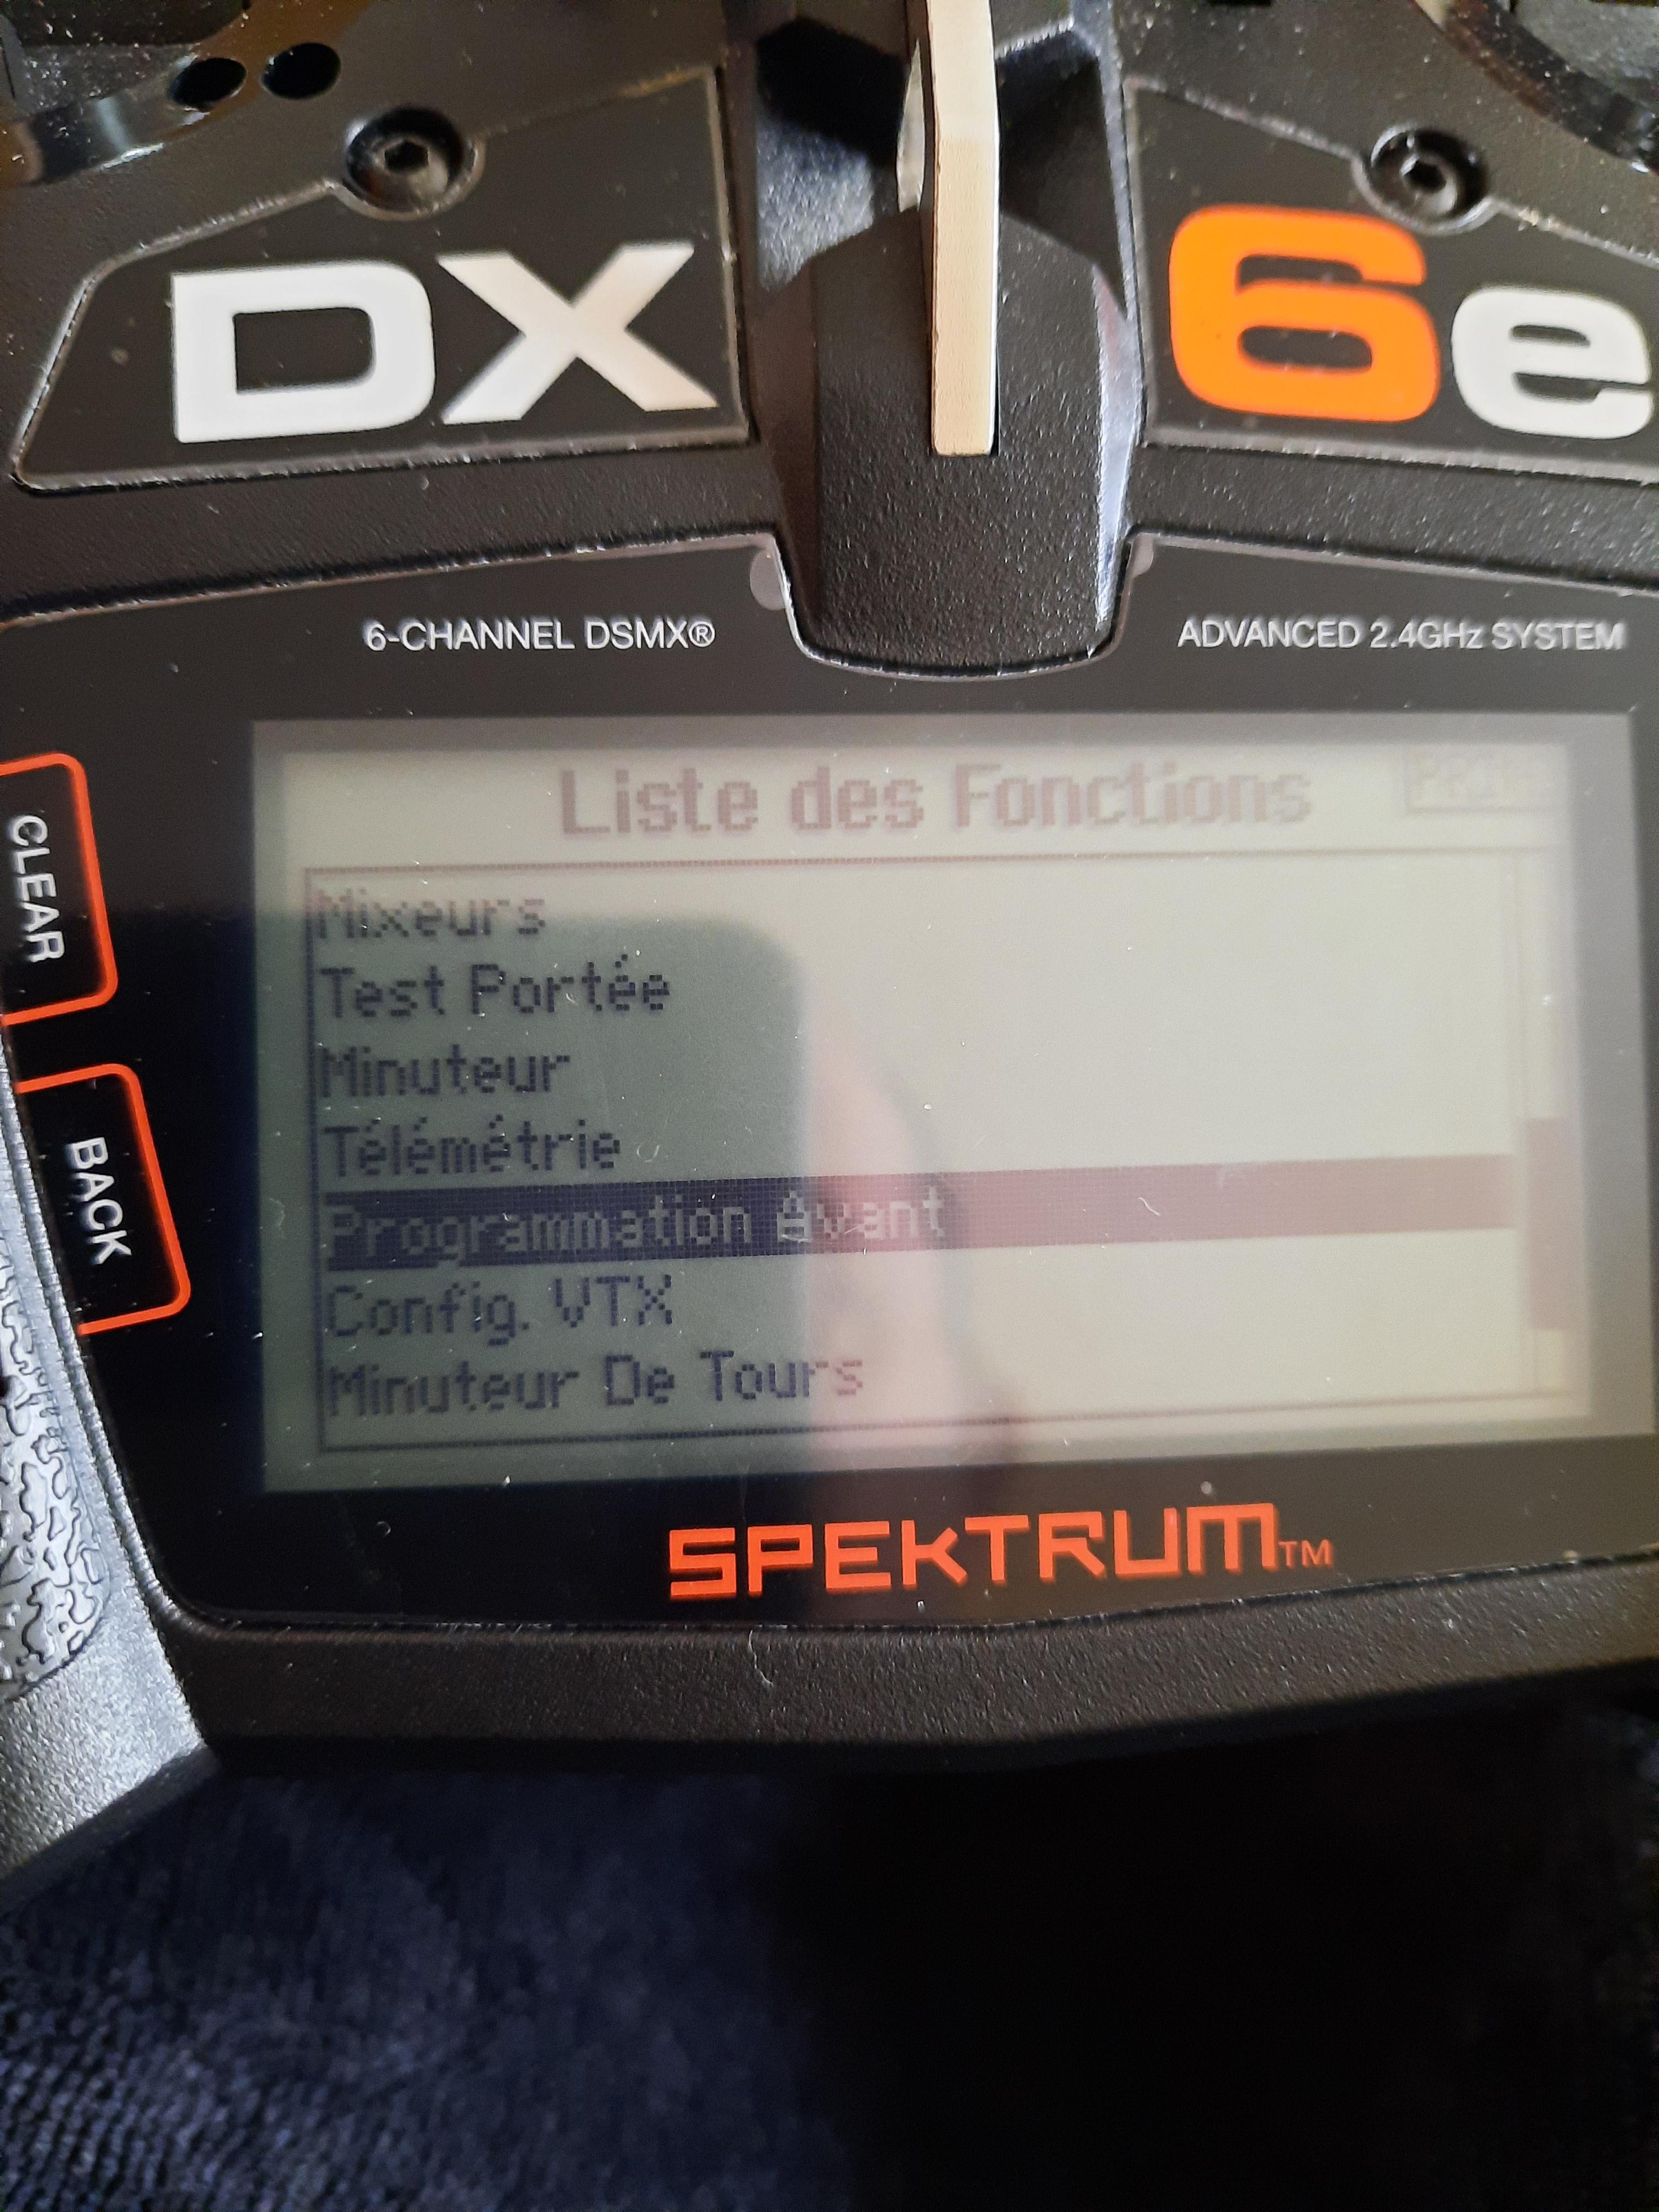 DX 6e
6-CHANNEL DSMX® ADVANCED 2.4GHz SYSTEM
Liste des Fonctions
CLEAR
BACK
Mixeurs
Test Portée
Minuteur
Télémétrie
Programmation Avant
Config. VTX
Minuteur De Tours
SPEKTRUM™